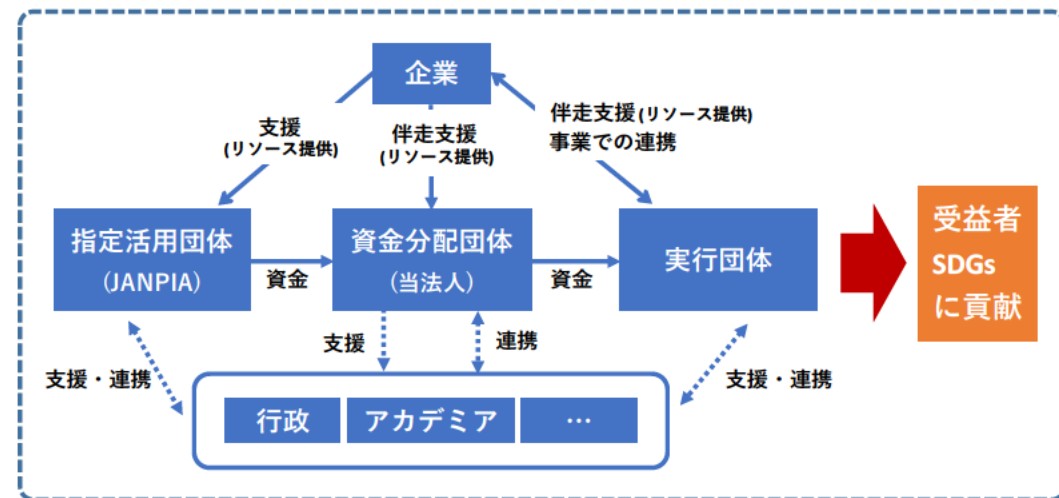 企業
支援
(リソース提供)
伴走支援
(リソース提供)
伴走支援(リソース提供)
事業での連携
指定活用団体
(JANPIA)
資金
資金分配団体
(当法人)
資金
実行団体
受益者
SDGs
に貢献
支援・連携
支援
連携
支援・連携
行政
アカデミア
…